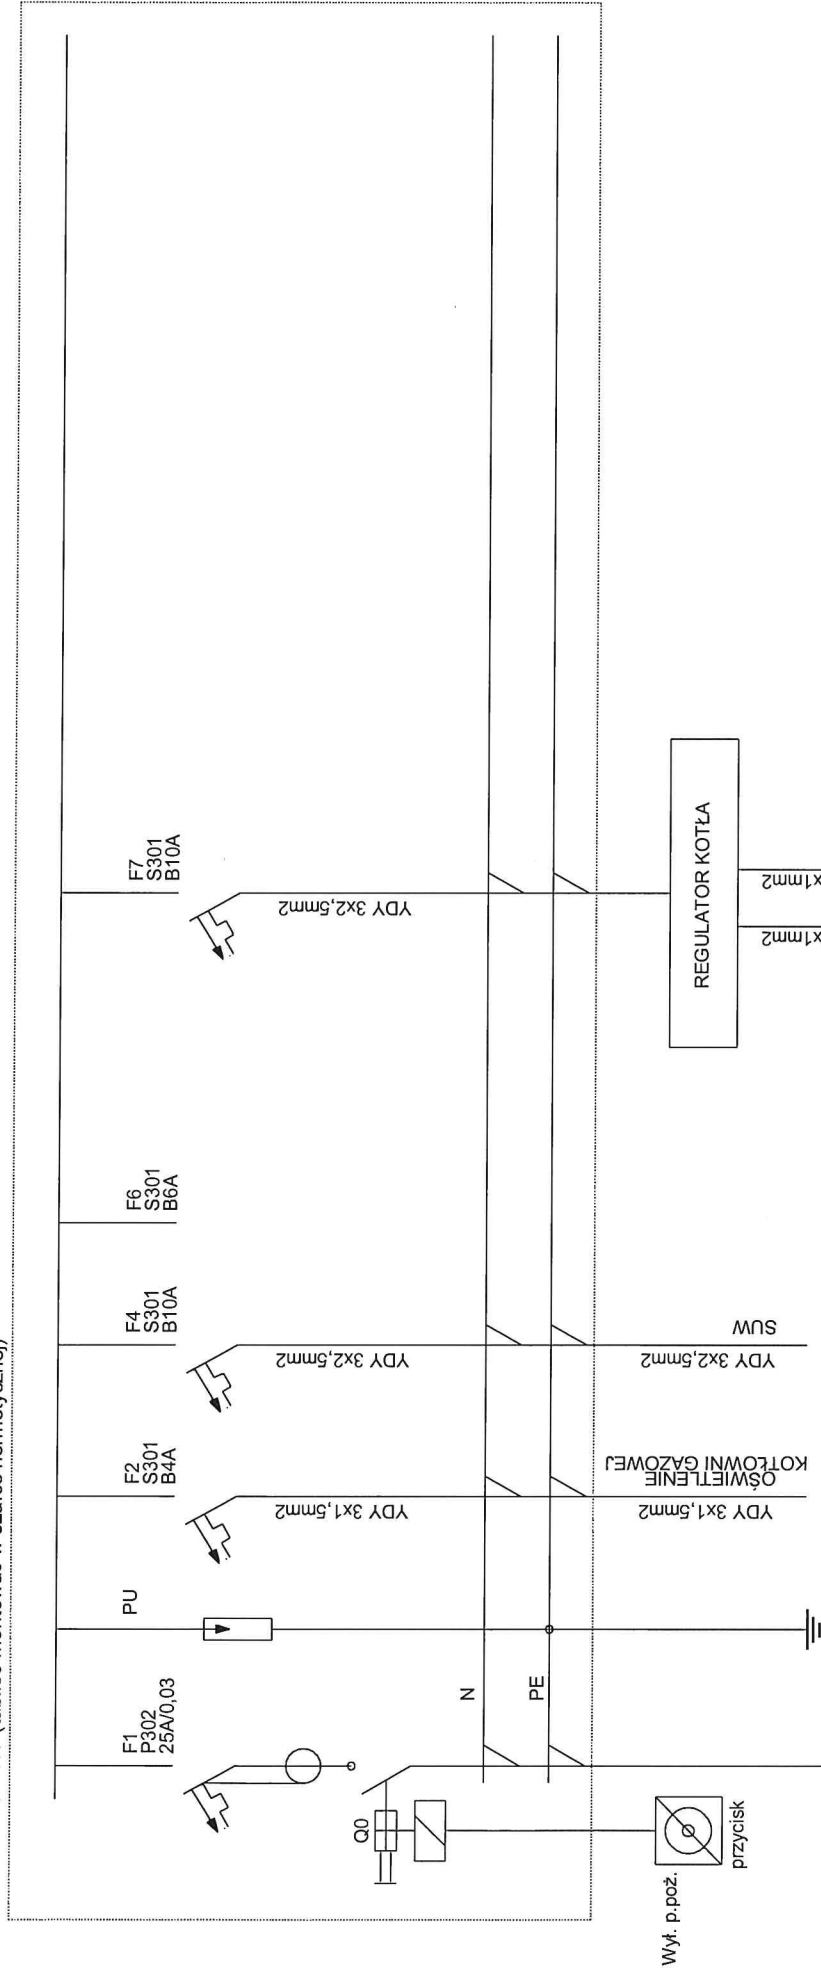 F1
P302
25A/0,03
PU
F2
S301
B4A
F4
S301
B10A
F6
S301
B6A
F7
S301
B10A
YDY 3x1,5mm2
YDY 3x2,5mm2
YDY 3x2,5mm2
Q0
N
PE
Wył. p.poż.
przycisk
YDY 3x1,5mm2
OŚWIETLENIE
KOTŁOWNI GAZOWEJ
YDY 3x2,5mm2
SUW
REGULATOR KOTŁA
x1mm2
x1mm2